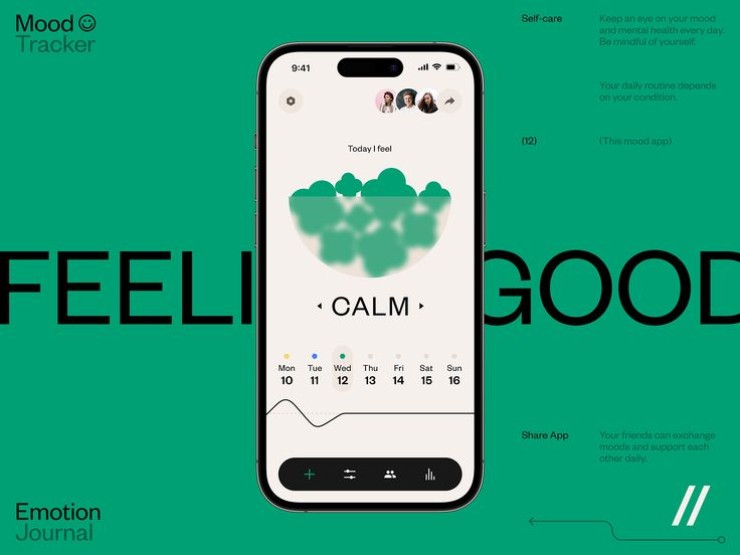 Mood
Tracker
Self-care
Keep an eye on your mood
and mental health every day.
Be mindful of yourself.
Your daily routine depends
on your condition.
(12)
(This mood app)
9:41
Today I feel
FEELI GOOD
CALM
Mon Tue Wed Thu Fri Sat Sun
10 11 12 13 14 15 16
Share App
Your friends can exchange
moods and support each
other daily.
Emotion
Journal